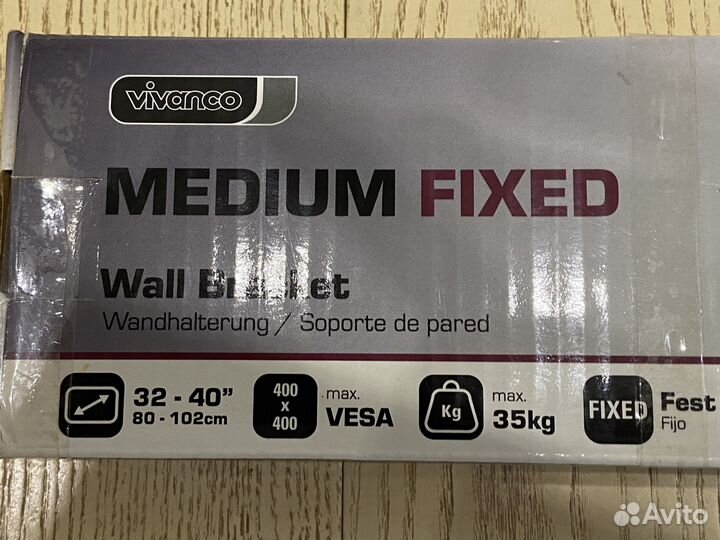 vivanco
MEDIUM FIXED
Wall Bracket
Wandhalterung / Soporte de pared
32 - 40"
80 - 102cm
400
x
400
max.
VESA
Kg
max.
35kg
FIXED
Fest
Fijo
Avito